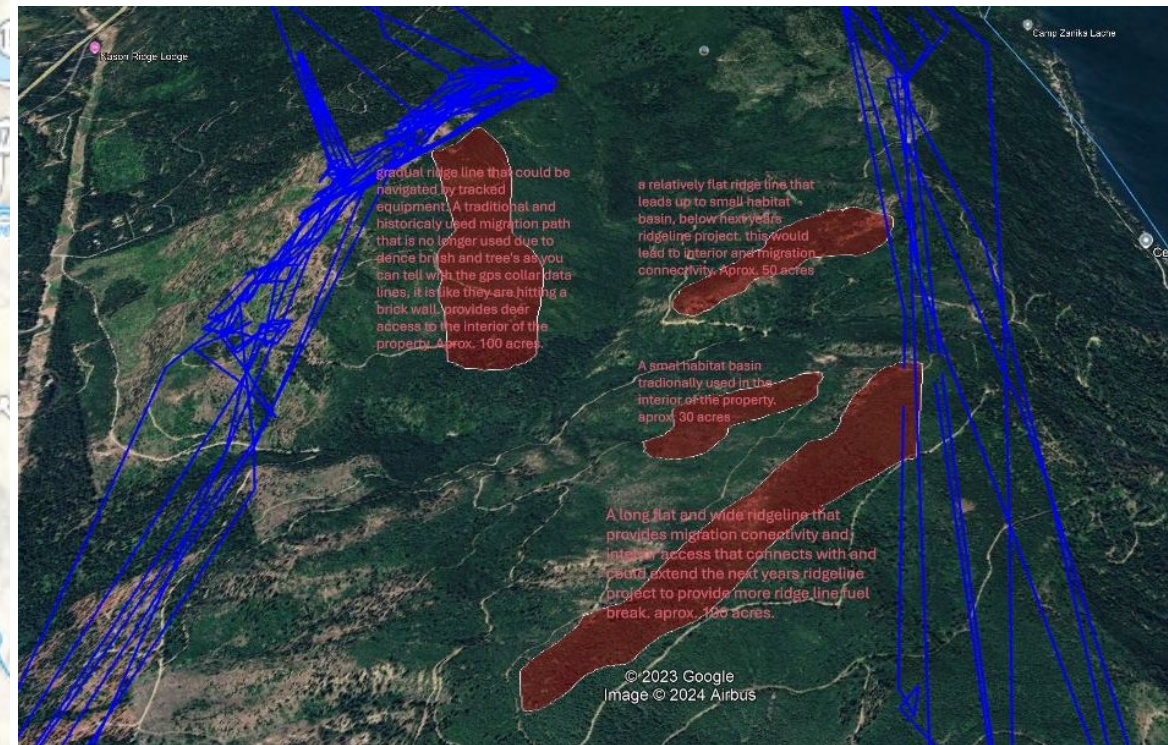 Nason Ridge Lodge
Camp Zanika Lache
gradual ridge line that could be
navigated by tracked
equipment. A traditional and
historicaly used migration path
that is no longer used due to
dence brush and tree's as you
can tell with the gps collar data
lines, it is like they are hitting a
brick wall. provides deer
access to the interior of the
property. Aprox. 100 acres.
a relatively flat ridge line that
leads up to small habitat
basin, below next years
ridgeline project. this would
lead to interior and migration
connectivity. Aprox. 50 acres
Ce
A smal habitat basin
tradionally used in the
interior of the property.
aprox. 30 acres
A long flat and wide ridgeline that
provides migration conectivity and
interior access that connects with and
could extend the next years ridgeline
project to provide more ridge line fuel
break. aprox. acres.
© 2023 Google
Image © 2024 Airbus